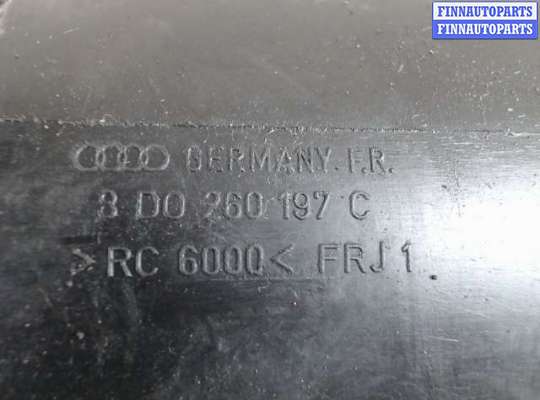 FINNAUTOPARTS
FINNAUTOPARTS
GERMANY. F.R.
8 D0 260 197 C
>RC 6000< FRJ 1